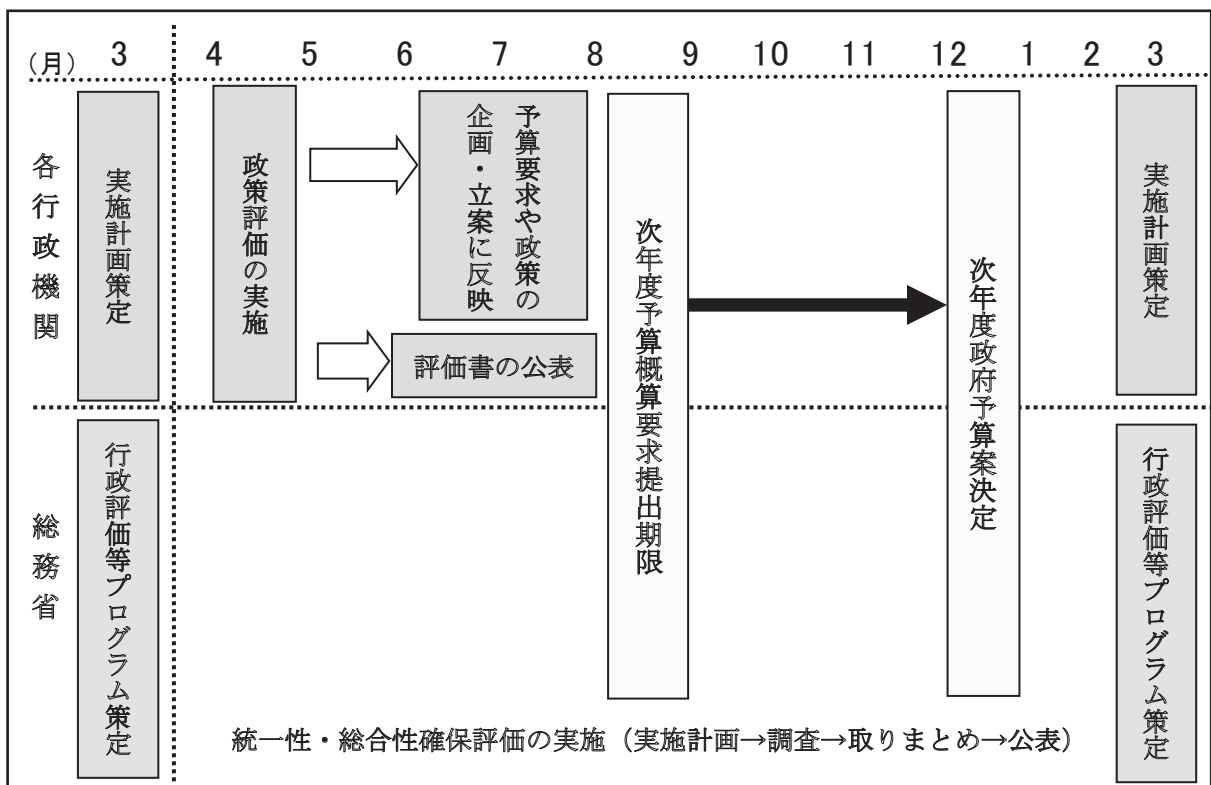 (月) 3 4 5 6 7 8 9 10 11 12 1 2 3
各行政機関
実施計画策定
政策評価の実施
予算要求や政策の
企画・立案に反映
評価書の公表
次年度予算概算要求提出期限
次年度政府予算案決定
実施計画策定
総務省
行政評価等プログラム策定
行政評価等プログラム策定
統一性・総合性確保評価の実施（実施計画→調査→取りまとめ→公表）